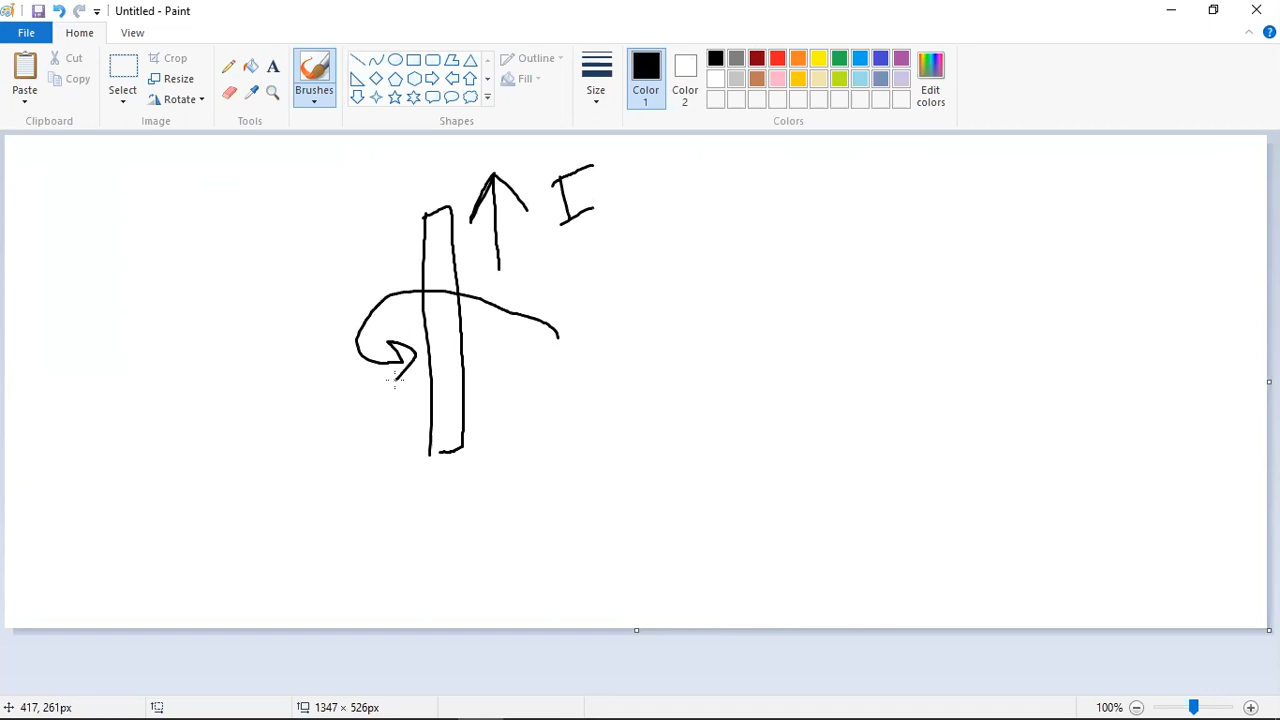 Untitled - Paint
File Home View
Paste
Cut
Copy
Clipboard
Select
Crop
Resize
Rotate
Image
A
Tools
Brushes
Outline
Fill
Shapes
Size
Color 1
Color 2
Edit colors
Colors
I
417, 261px
1347 × 526px
100%